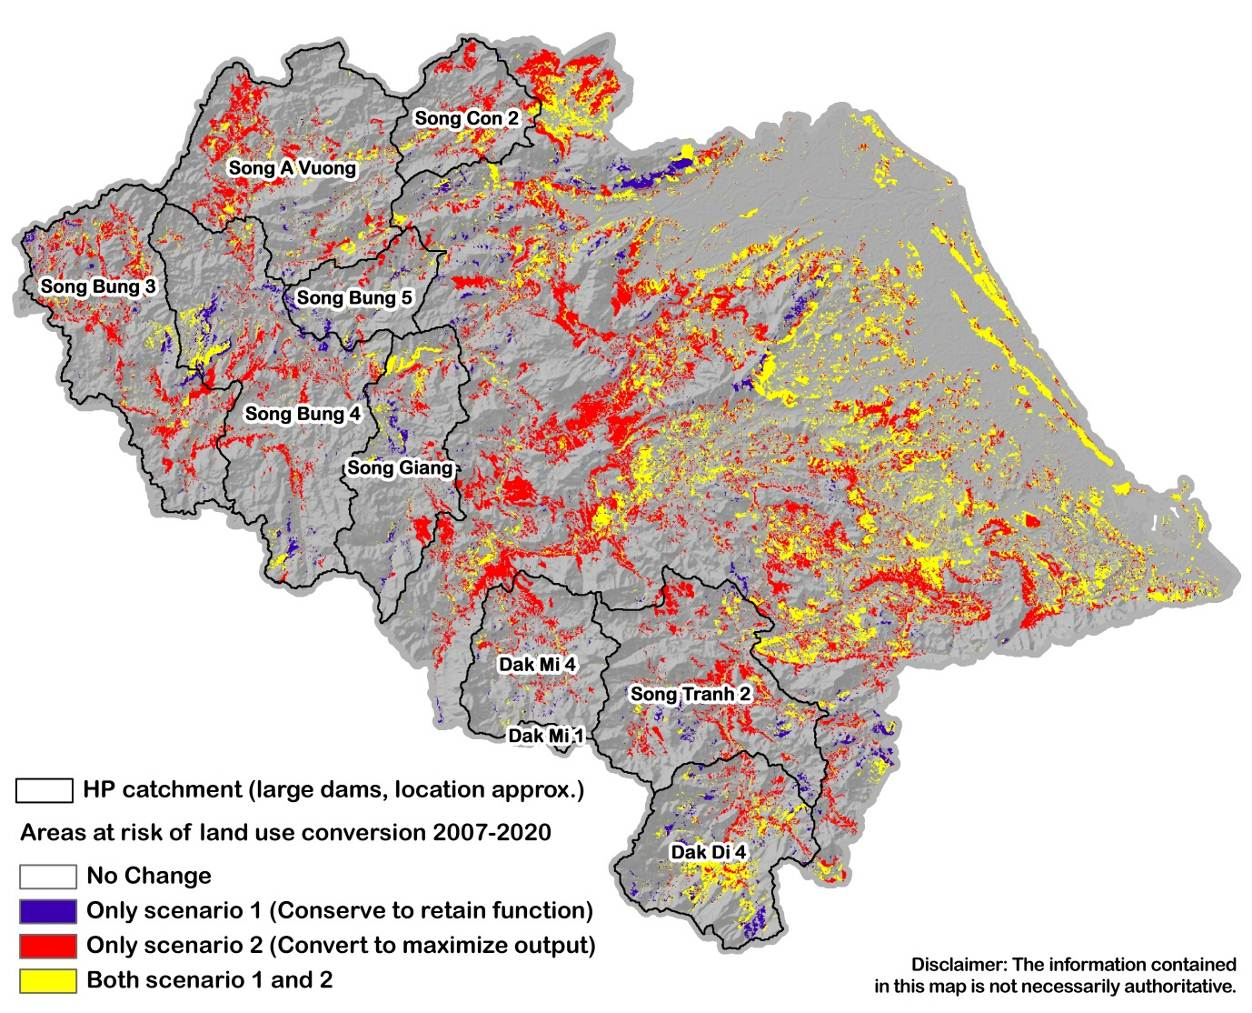 Song Con 2
Song A Vuong
Song Bung 3
Song Bung 5
Song Bung 4
Song Giang
Dak Mi 4
Song Tranh 2
Dak Mi 1
HP catchment (large dams, location approx.)
Areas at risk of land use conversion 2007-2020
Dak Di 4
No Change
Only scenario 1 (Conserve to retain function)
Only scenario 2 (Convert to maximize output)
Both scenario 1 and 2
Disclaimer: The information contained
in this map is not necessarily authoritative.